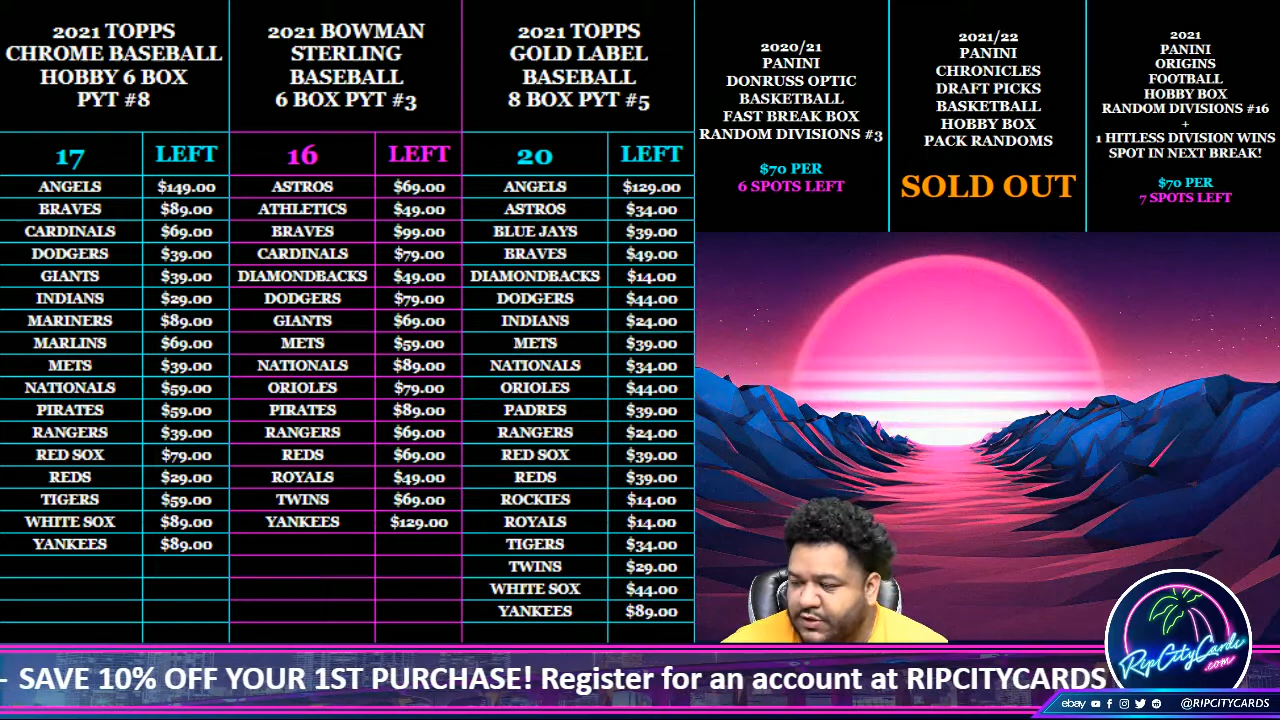 2021 TOPPS
CHROME BASEBALL
HOBBY 6 BOX
PYT #8
17 LEFT
ANGELS $149.00
BRAVES $89.00
CARDINALS $69.00
DODGERS $39.00
GIANTS $39.00
INDIANS $29.00
MARINERS $89.00
MARLINS $69.00
METS $39.00
NATIONALS $59.00
PIRATES $59.00
RANGERS $39.00
RED SOX $79.00
REDS $29.00
TIGERS $59.00
WHITE SOX $89.00
YANKEES $89.00
2021 BOWMAN
STERLING
BASEBALL
6 BOX PYT #3
16 LEFT
ASTROS $69.00
ATHLETICS $49.00
BRAVES $99.00
CARDINALS $79.00
DIAMONDBACKS $49.00
DODGERS $79.00
GIANTS $69.00
METS $59.00
NATIONALS $89.00
ORIOLES $79.00
PIRATES $89.00
RANGERS $69.00
REDS $69.00
ROYALS $49.00
TWINS $69.00
YANKEES $129.00
2021 TOPPS
GOLD LABEL
BASEBALL
8 BOX PYT #5
20 LEFT
ANGELS $129.00
ASTROS $34.00
BLUE JAYS $39.00
BRAVES $49.00
DIAMONDBACKS $14.00
DODGERS $44.00
INDIANS $24.00
METS $39.00
NATIONALS $34.00
ORIOLES $44.00
PADRES $39.00
RANGERS $24.00
RED SOX $39.00
REDS $39.00
ROCKIES $14.00
ROYALS $14.00
TIGERS $34.00
TWINS $29.00
WHITE SOX $44.00
YANKEES $89.00
2020/21
PANINI
DONRUSS OPTIC
BASKETBALL
FAST BREAK BOX
RANDOM DIVISIONS #3
$70 PER
6 SPOTS LEFT
2021/22
PANINI
CHRONICLES
DRAFT PICKS
BASKETBALL
HOBBY BOX
PACK RANDOMS
SOLD OUT
2021
PANINI
ORIGINS
FOOTBALL
HOBBY BOX
RANDOM DIVISIONS #16
+
1 HITLESS DIVISION WINS
SPOT IN NEXT BREAK!
$70 PER
7 SPOTS LEFT
- SAVE 10% OFF YOUR 1ST PURCHASE! Register for an account at RIPCITYCARDS
RipCityCards
.com
ebay @RIPCITYCARDS